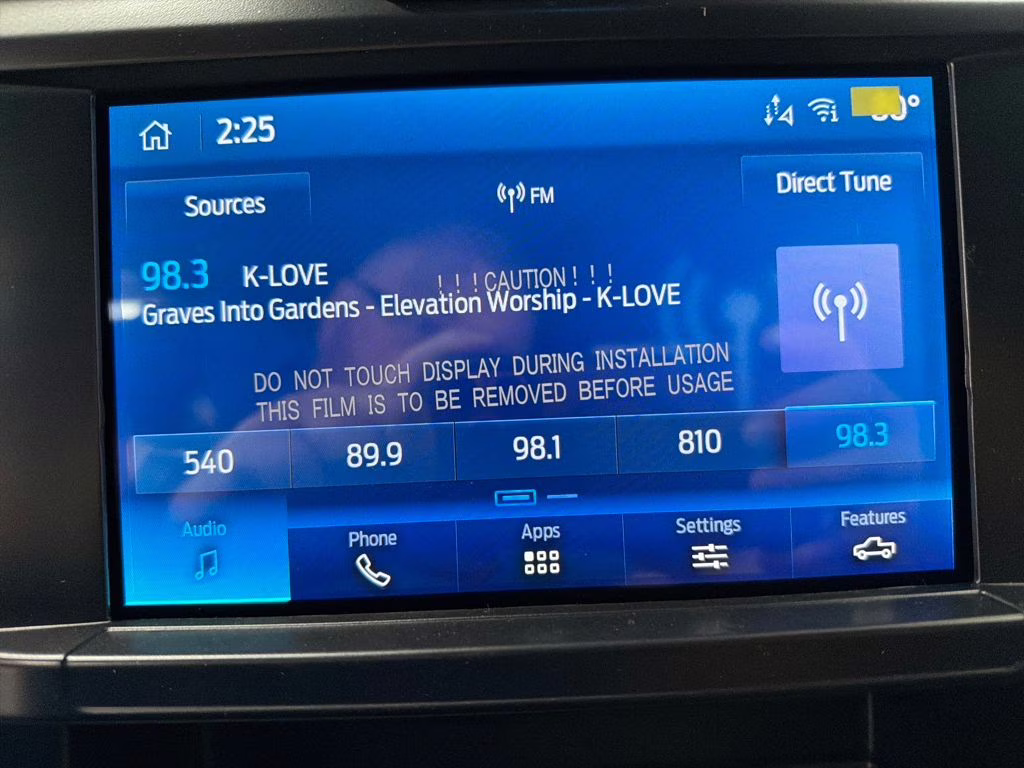 2:25
Sources
FM
Direct Tune
98.3 K-LOVE
! ! ! CAUTION ! ! !
Graves Into Gardens - Elevation Worship - K-LOVE
DO NOT TOUCH DISPLAY DURING INSTALLATION
THIS FILM IS TO BE REMOVED BEFORE USAGE
540 89.9 98.1 810 98.3
Audio Phone Apps Settings Features